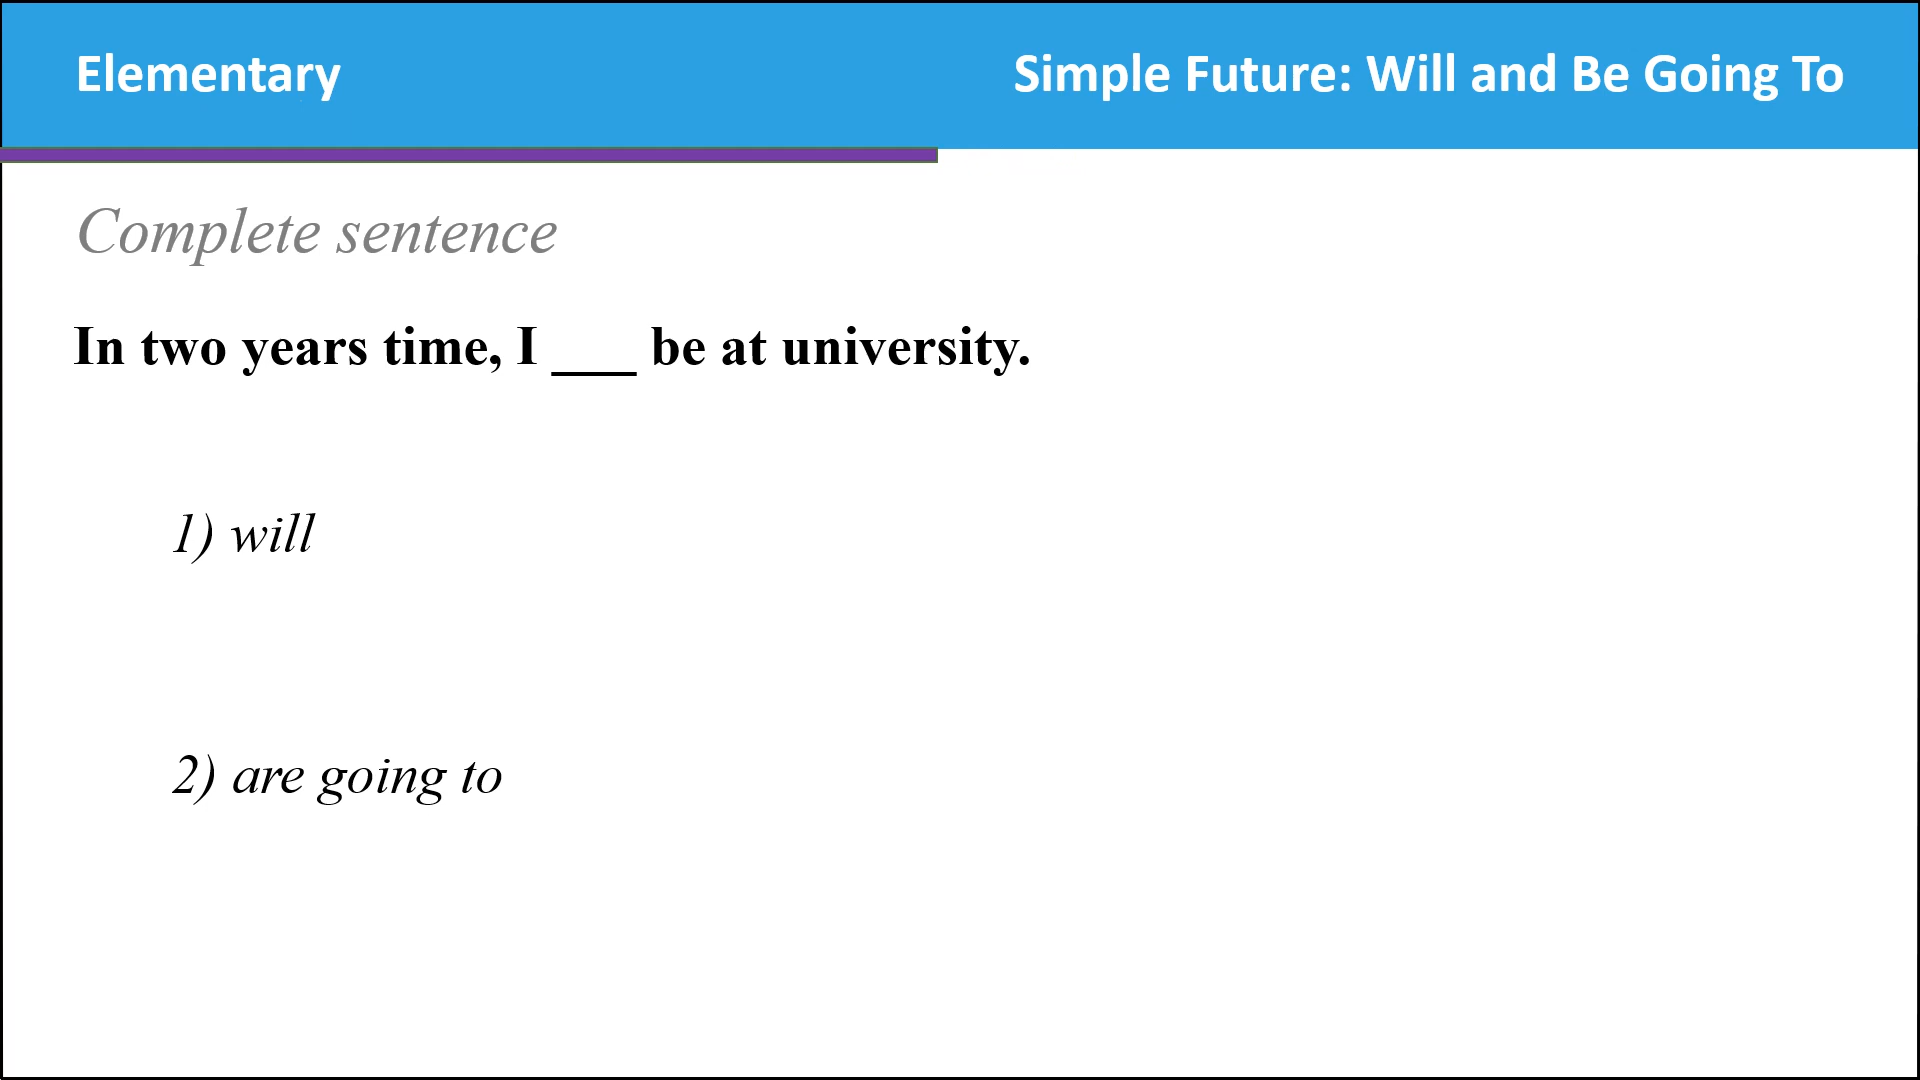 Elementary
Simple Future: Will and Be Going To
Complete sentence
In two years time, I ___ be at university.
1) will
2) are going to